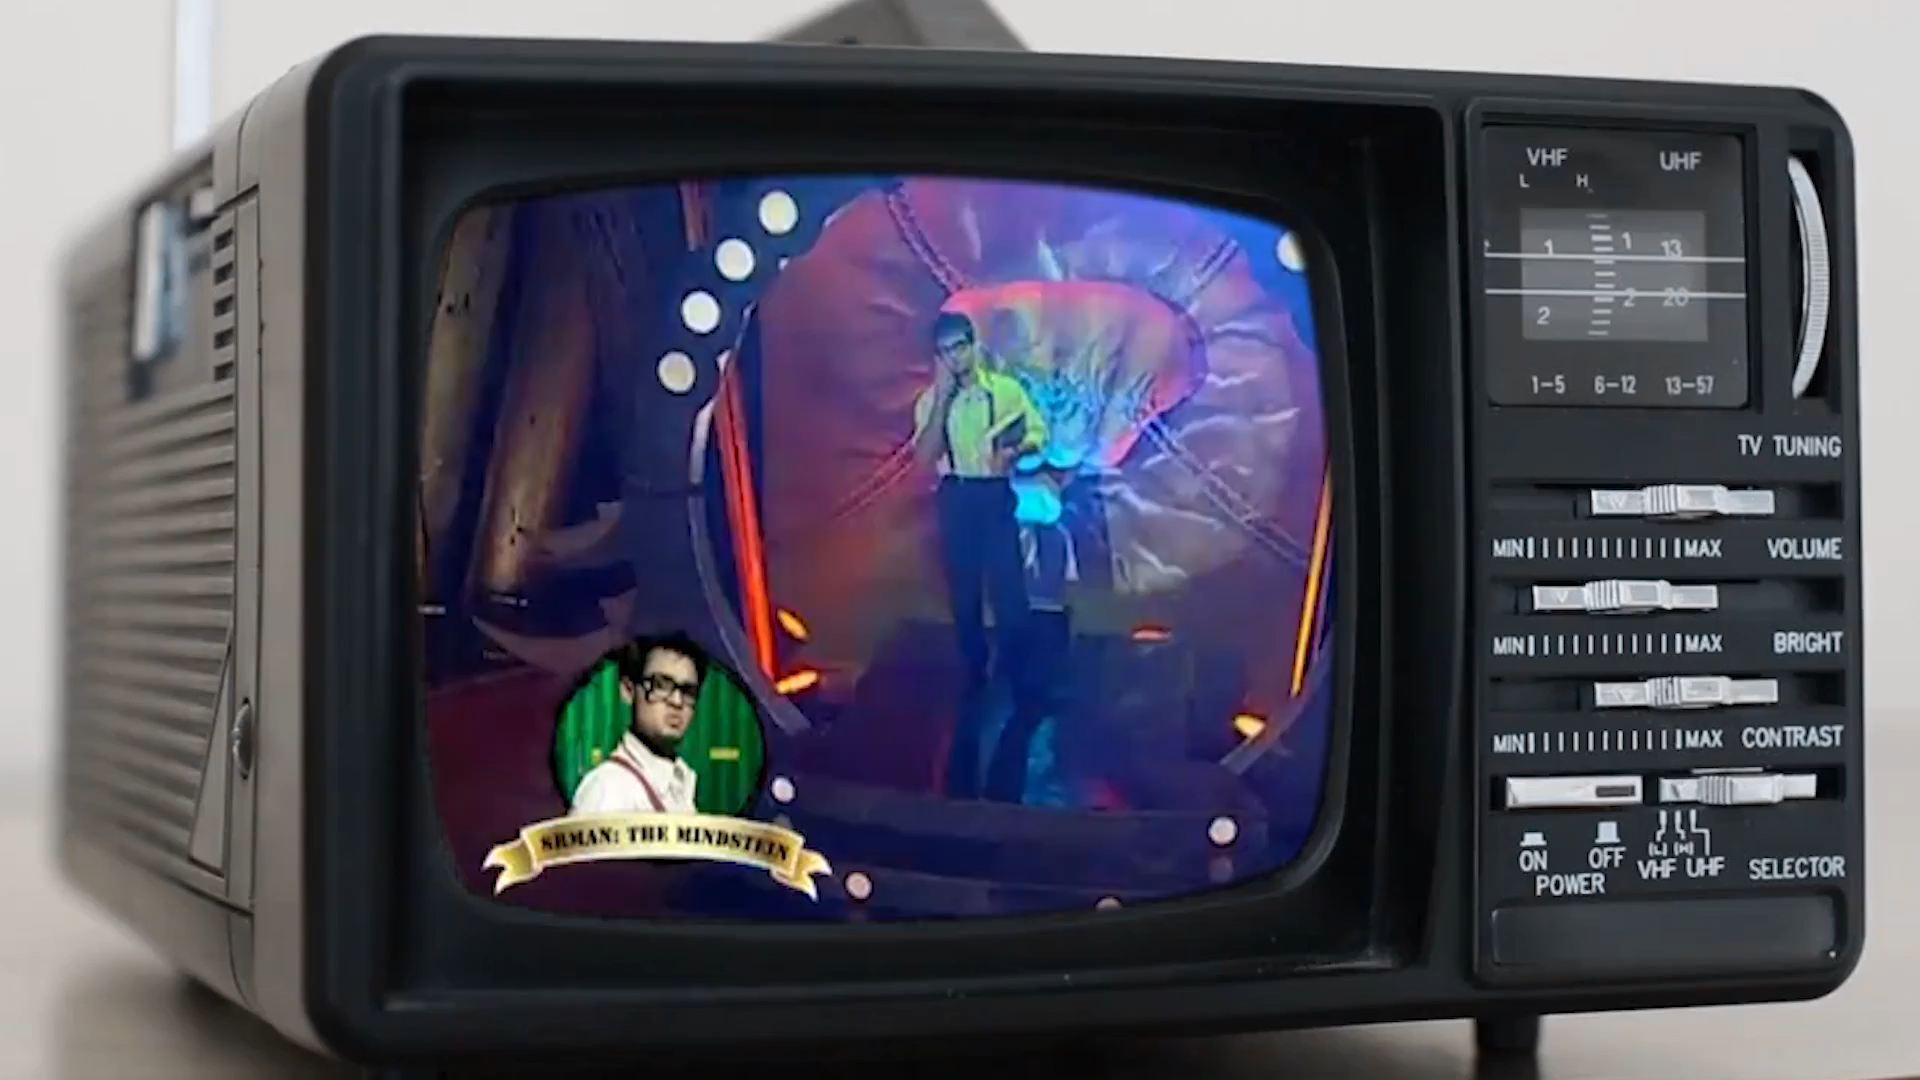 VHF UHF
L H
1 1 13
2 2 20
1-5 6-12 13-57
TV TUNING
MIN MAX VOLUME
MIN MAX BRIGHT
MIN MAX CONTRAST
ON OFF
POWER
(L) (H)
VHF UHF
SELECTOR
SRMAN: THE MINDSTEIN